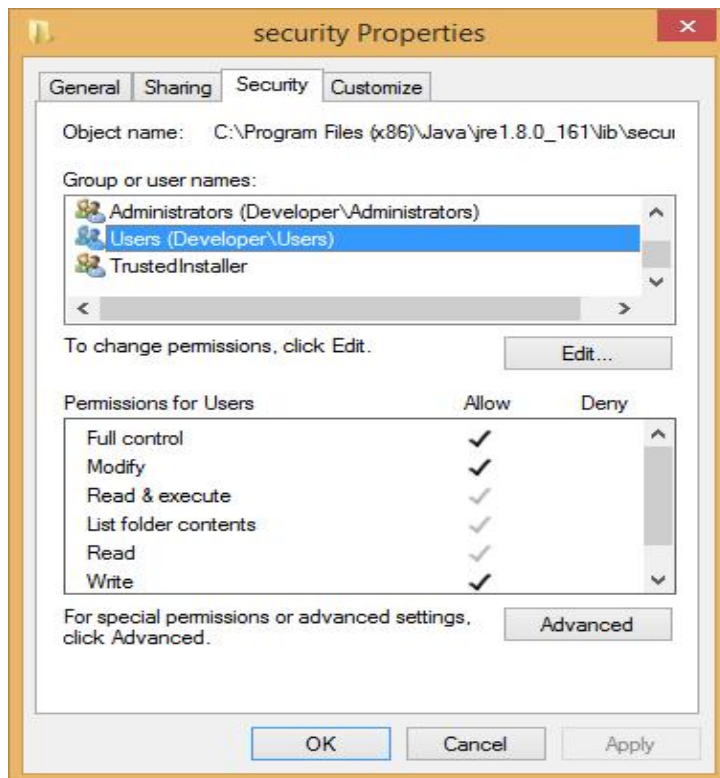 security Properties
General Sharing Security Customize
Object name: C:\Program Files (x86)\Java\jre1.8.0_161\lib\secur
Group or user names:
Administrators (Developer\Administrators)
Users (Developer\Users)
TrustedInstaller
To change permissions, click Edit.
Edit...
Permissions for Users Allow Deny
Full control
Modify
Read & execute
List folder contents
Read
Write
For special permissions or advanced settings,
click Advanced.
Advanced
OK Cancel Apply